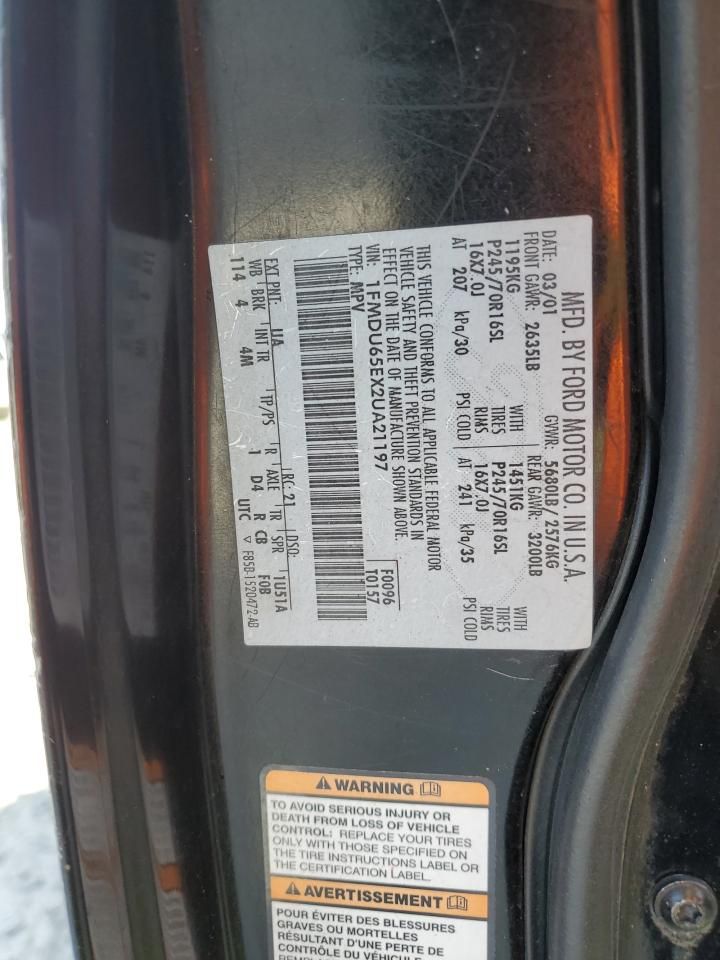 MFD. BY FORD MOTOR CO. IN U.S.A.
DATE: 03/01 GVWR: 5680LB/ 2576KG
FRONT GAWR: 2635LB REAR GAWR: 3200LB
1195KG WITH 1451KG WITH
P245/70R16SL TIRES P245/70R16SL TIRES
16X7.0J RIMS 16X7.0J RIMS
AT 207 kPa/30 PSI COLD AT 241 kPa/35 PSI COLD
THIS VEHICLE CONFORMS TO ALL APPLICABLE FEDERAL MOTOR
VEHICLE SAFETY AND THEFT PREVENTION STANDARDS IN
EFFECT ON THE DATE OF MANUFACTURE SHOWN ABOVE.
VIN: 1FMDU65EX2UA21197 F0096
TYPE: MPV T0157
EXT PNT: UA RC: 21 DSO:
WB BRK INT TR TP/PS R AXLE TR SPR 1U51A
114 4 4M 1 D4 R CB F0B
UTC ▽ F85B-1520472-AB
⚠ WARNING
TO AVOID SERIOUS INJURY OR
DEATH FROM LOSS OF VEHICLE
CONTROL: REPLACE YOUR TIRES
ONLY WITH THOSE SPECIFIED ON
THE TIRE INSTRUCTIONS LABEL OR
THE CERTIFICATION LABEL.
⚠ AVERTISSEMENT
POUR ÉVITER DES BLESSURES
GRAVES OU MORTELLES
RÉSULTANT D'UNE PERTE DE
CONTRÔLE DU VÉHICULE